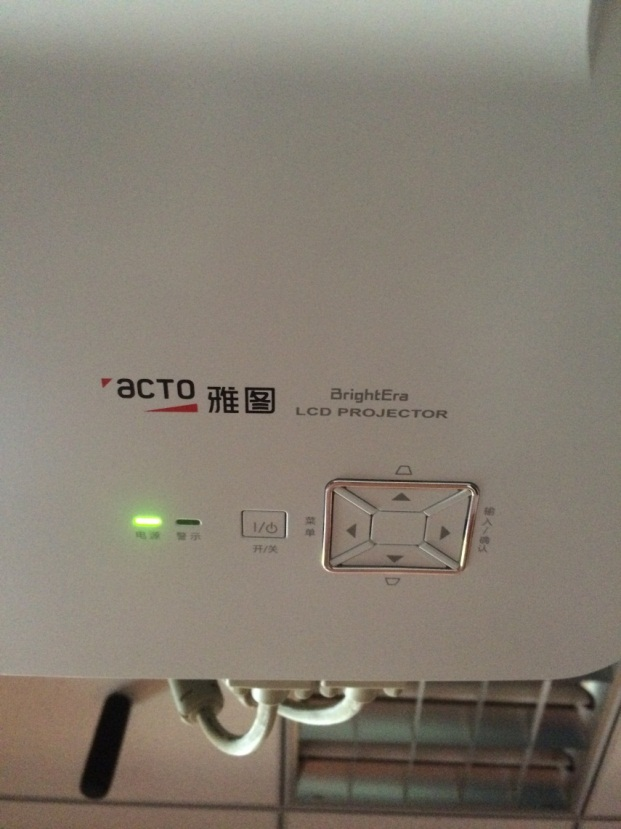 acto 雅图
BrightEra
LCD PROJECTOR
电源
警示
I/⏻
开/关
菜单
输入/确认